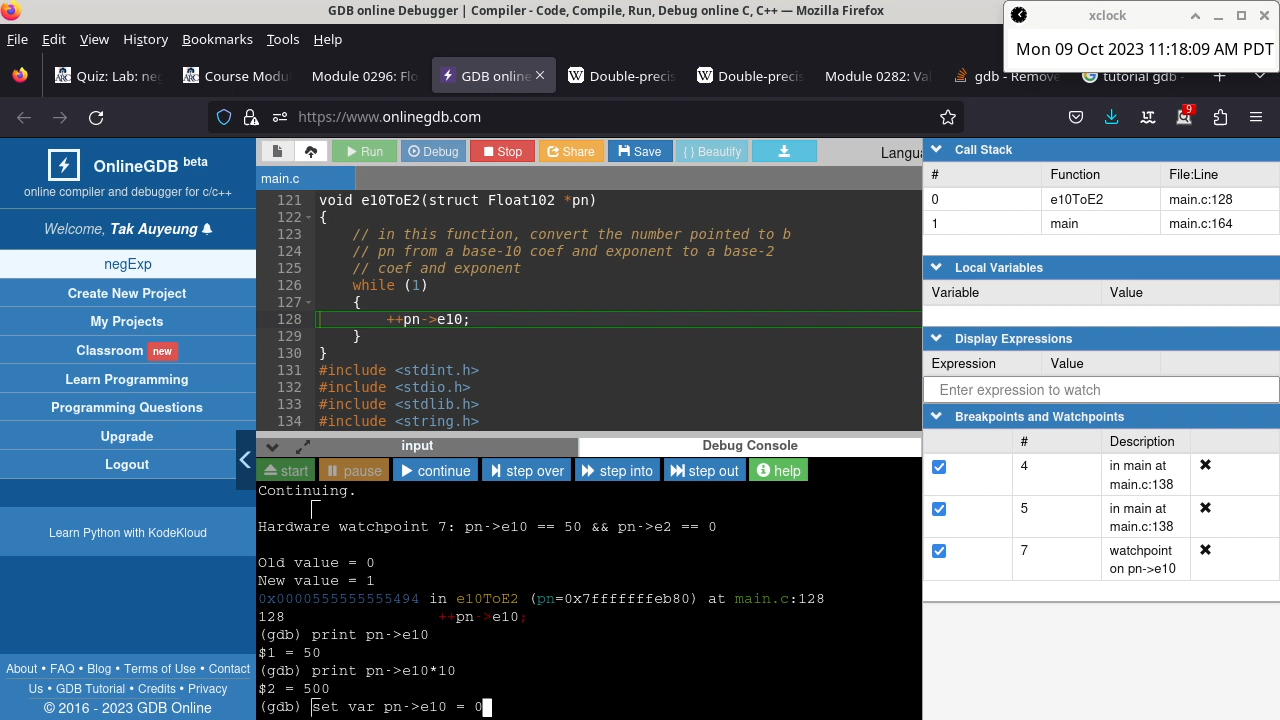 GDB online Debugger | Compiler - Code, Compile, Run, Debug online C, C++ — Mozilla Firefox
xclock
Mon 09 Oct 2023 11:18:09 AM PDT
File Edit View History Bookmarks Tools Help
Quiz: Lab: neg
Course Modu
Module 0296: Flo
GDB online
Double-precis
Double-precis
Module 0282: Val
gdb - Remove
tutorial gdb -
https://www.onlinegdb.com
9
OnlineGDB beta
online compiler and debugger for c/c++
Welcome, Tak Auyeung
negExp
Create New Project
My Projects
Classroom new
Learn Programming
Programming Questions
Upgrade
Logout
Learn Python with KodeKloud
About • FAQ • Blog • Terms of Use • Contact
Us • GDB Tutorial • Credits • Privacy
© 2016 - 2023 GDB Online
Run Debug Stop Share Save { } Beautify
Langua
main.c
121 void e10ToE2(struct Float102 *pn)
122 {
123     // in this function, convert the number pointed to b
124     // pn from a base-10 coef and exponent to a base-2
125     // coef and exponent
126     while (1)
127     {
128         ++pn->e10;
129     }
130 }
131 #include <stdint.h>
132 #include <stdio.h>
133 #include <stdlib.h>
134 #include <string.h>
input
Debug Console
start pause continue step over step into step out help
Continuing.
Hardware watchpoint 7: pn->e10 == 50 && pn->e2 == 0
Old value = 0
New value = 1
0x0000555555555494 in e10ToE2 (pn=0x7fffffffeb80) at main.c:128
128                 ++pn->e10;
(gdb) print pn->e10
$1 = 50
(gdb) print pn->e10*10
$2 = 500
(gdb) set var pn->e10 = 0
Call Stack
# Function File:Line
0 e10ToE2 main.c:128
1 main main.c:164
Local Variables
Variable Value
Display Expressions
Expression Value
Enter expression to watch
Breakpoints and Watchpoints
# Description
4 in main at
main.c:138
5 in main at
main.c:138
7 watchpoint
on pn->e10